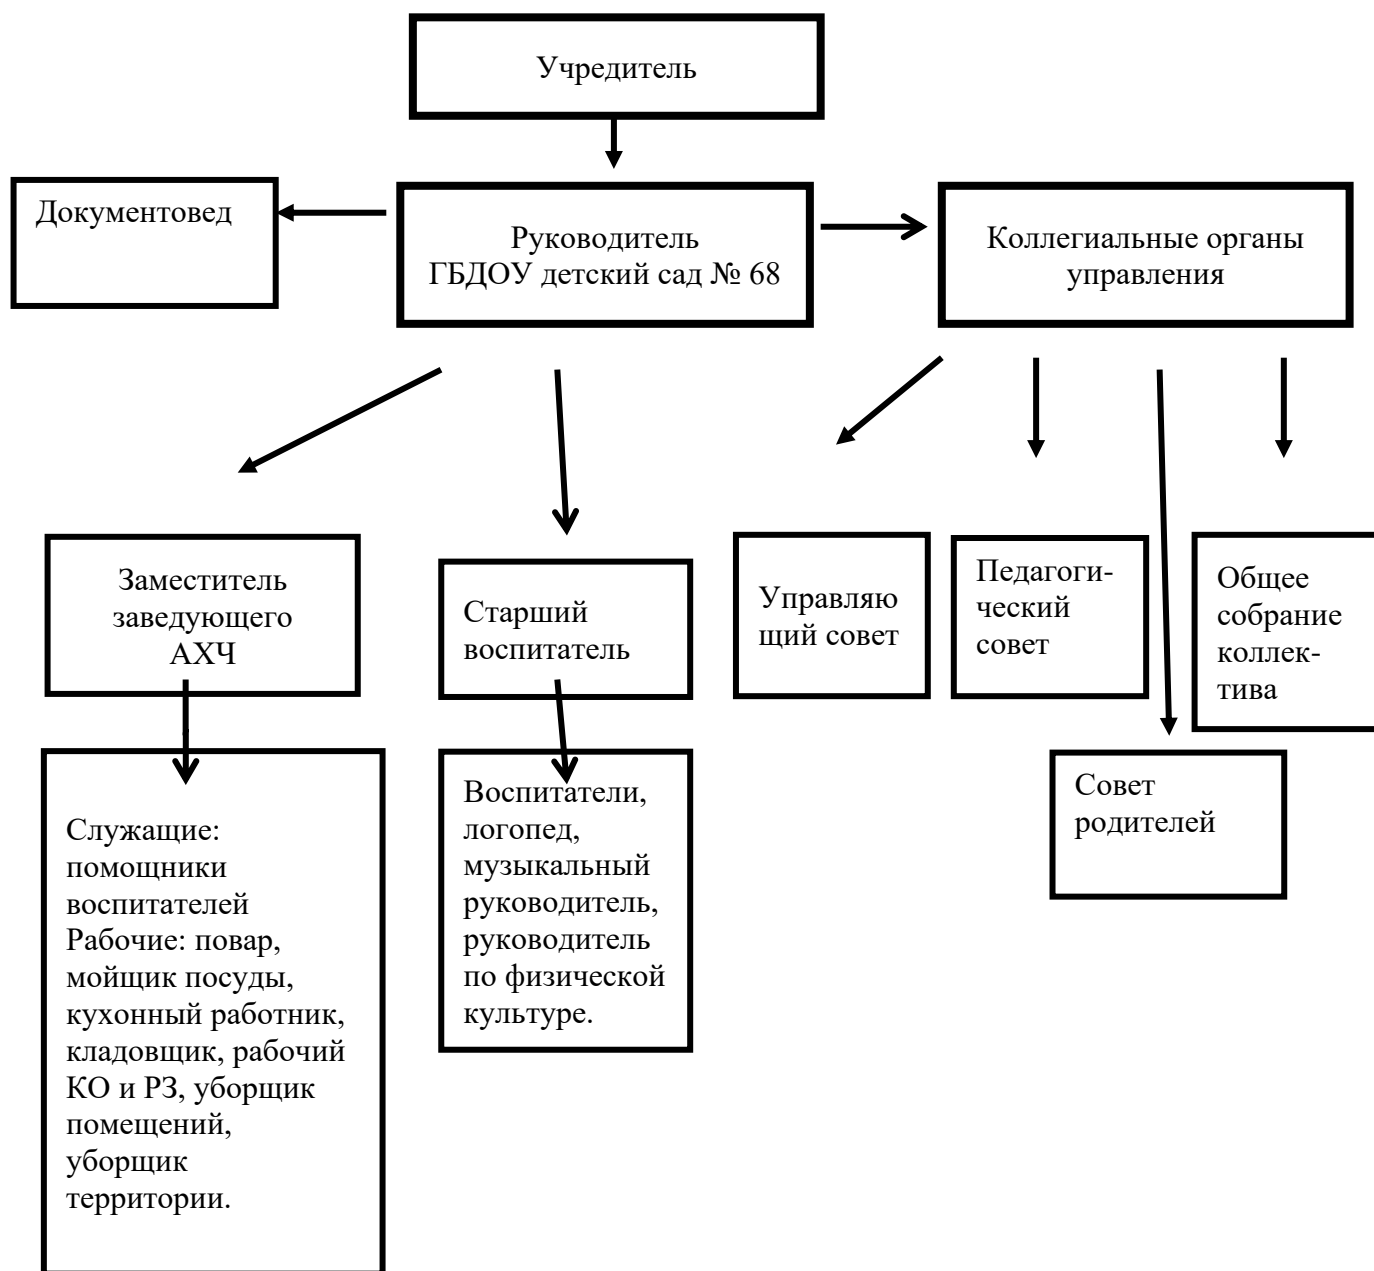 Учредитель
Документовед
Руководитель
ГБДОУ детский сад № 68
Коллегиальные органы
управления
Заместитель
заведующего
АХЧ
Старший
воспитатель
Управляю
щий совет
Педагоги-
ческий
совет
Общее
собрание
коллек-
тива
Служащие:
помощники
воспитателей
Рабочие: повар,
мойщик посуды,
кухонный работник,
кладовщик, рабочий
КО и РЗ, уборщик
помещений,
уборщик
территории.
Воспитатели,
логопед,
музыкальный
руководитель,
руководитель
по физической
культуре.
Совет
родителей